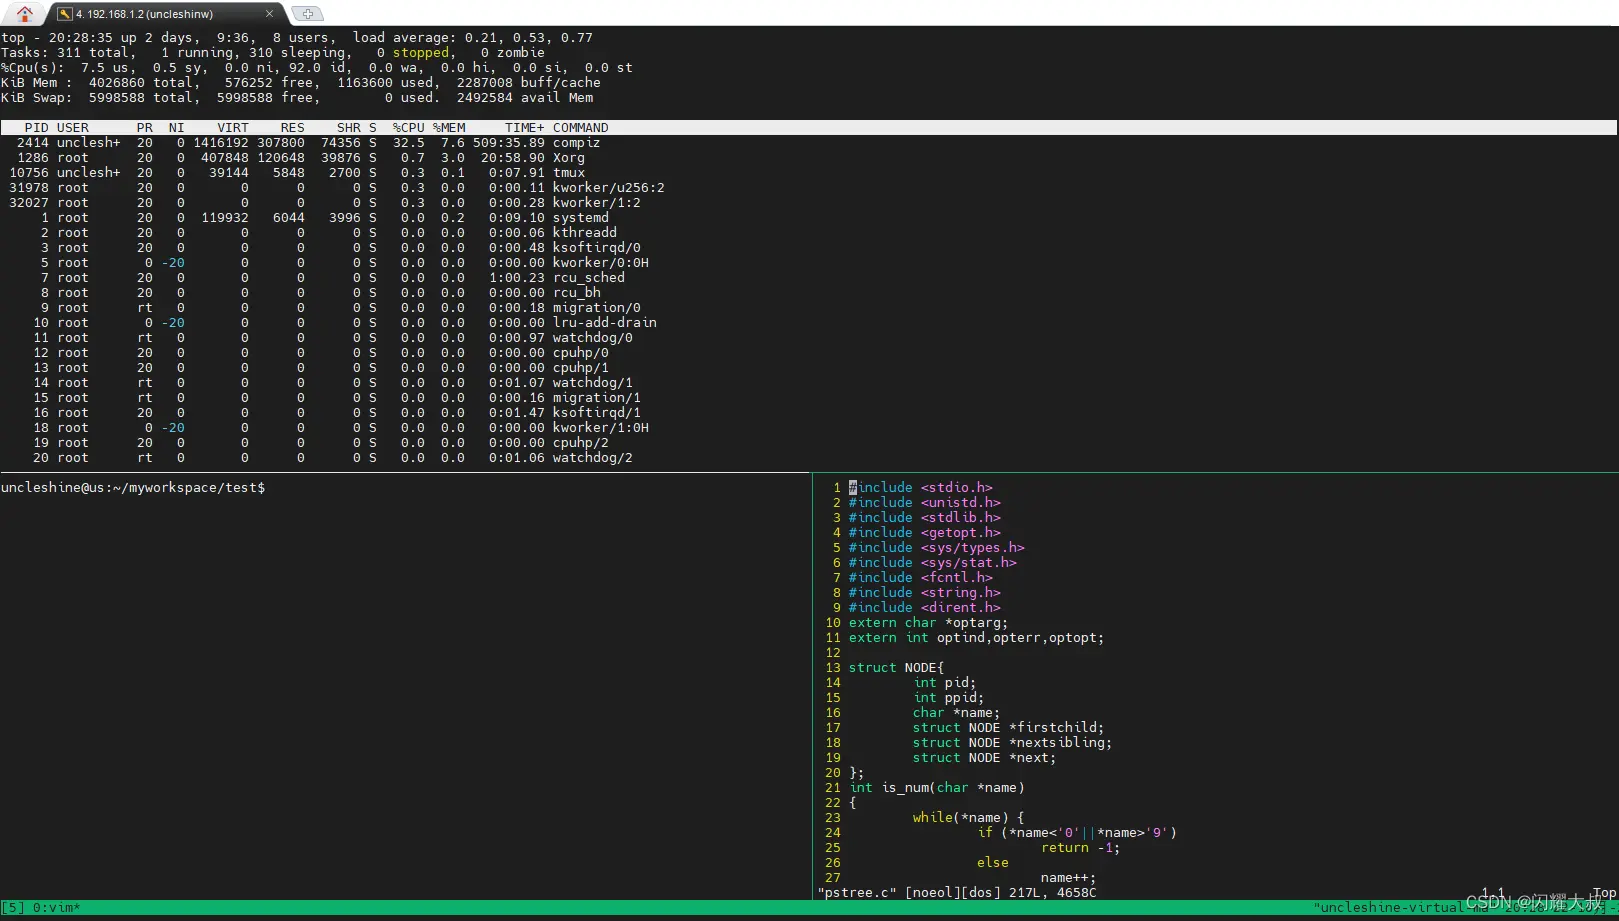 4. 192.168.1.2 (uncleshinw)
top - 20:28:35 up 2 days,  9:36,  8 users,  load average: 0.21, 0.53, 0.77
Tasks: 311 total,   1 running, 310 sleeping,   0 stopped,   0 zombie
%Cpu(s):  7.5 us,  0.5 sy,  0.0 ni, 92.0 id,  0.0 wa,  0.0 hi,  0.0 si,  0.0 st
KiB Mem :  4026860 total,   576252 free,  1163600 used,  2287008 buff/cache
KiB Swap:  5998588 total,  5998588 free,        0 used.  2492584 avail Mem
PID USER      PR  NI    VIRT    RES    SHR S  %CPU %MEM     TIME+ COMMAND
2414 unclesh+  20   0 1416192 307800  74356 S  32.5  7.6 509:35.89 compiz
1286 root      20   0  407848 120648  39876 S   0.7  3.0  20:58.90 Xorg
10756 unclesh+  20   0   39144   5848   2700 S   0.3  0.1   0:07.91 tmux
31978 root      20   0       0      0      0 S   0.3  0.0   0:00.11 kworker/u256:2
32027 root      20   0       0      0      0 S   0.3  0.0   0:00.28 kworker/1:2
1 root      20   0  119932   6044   3996 S   0.0  0.2   0:09.10 systemd
2 root      20   0       0      0      0 S   0.0  0.0   0:00.06 kthreadd
3 root      20   0       0      0      0 S   0.0  0.0   0:00.48 ksoftirqd/0
5 root       0 -20       0      0      0 S   0.0  0.0   0:00.00 kworker/0:0H
7 root      20   0       0      0      0 S   0.0  0.0   1:00.23 rcu_sched
8 root      20   0       0      0      0 S   0.0  0.0   0:00.00 rcu_bh
9 root      rt   0       0      0      0 S   0.0  0.0   0:00.18 migration/0
10 root       0 -20       0      0      0 S   0.0  0.0   0:00.00 lru-add-drain
11 root      rt   0       0      0      0 S   0.0  0.0   0:00.97 watchdog/0
12 root      20   0       0      0      0 S   0.0  0.0   0:00.00 cpuhp/0
13 root      20   0       0      0      0 S   0.0  0.0   0:00.00 cpuhp/1
14 root      rt   0       0      0      0 S   0.0  0.0   0:01.07 watchdog/1
15 root      rt   0       0      0      0 S   0.0  0.0   0:00.16 migration/1
16 root      20   0       0      0      0 S   0.0  0.0   0:01.47 ksoftirqd/1
18 root       0 -20       0      0      0 S   0.0  0.0   0:00.00 kworker/1:0H
19 root      20   0       0      0      0 S   0.0  0.0   0:00.00 cpuhp/2
20 root      rt   0       0      0      0 S   0.0  0.0   0:01.06 watchdog/2
uncleshine@us:~/myworkspace/test$
1 #include <stdio.h>
2 #include <unistd.h>
3 #include <stdlib.h>
4 #include <getopt.h>
5 #include <sys/types.h>
6 #include <sys/stat.h>
7 #include <fcntl.h>
8 #include <string.h>
9 #include <dirent.h>
10 extern char *optarg;
11 extern int optind,opterr,optopt;
12
13 struct NODE{
14         int pid;
15         int ppid;
16         char *name;
17         struct NODE *firstchild;
18         struct NODE *nextsibling;
19         struct NODE *next;
20 };
21 int is_num(char *name)
22 {
23         while(*name) {
24                 if (*name<'0'||*name>'9')
25                         return -1;
26                 else
27                         name++;
"pstree.c" [noeol][dos] 217L, 4658C 1,1 Top
[5] 0:vim* "uncleshine-virtual-ma"
CSDN @闪耀大叔